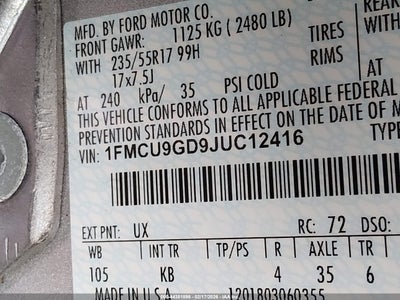 MFD. BY FORD MOTOR CO.
FRONT GAWR: 1125 KG ( 2480 LB)
WITH 235/55R17 99H TIRES
17x7.5J RIMS
AT 240 kPa/ 35 PSI COLD
THIS VEHICLE CONFORMS TO ALL APPLICABLE FEDERAL
PREVENTION STANDARDS IN EFFECT ON THE DATE OF M
VIN: 1FMCU9GD9JUC12416 TYPE
EXT PNT: UX RC: 72 DSO:
WB INT TR TP/PS R AXLE TR
105 KB 4 35 6
MADE IN U.S.A. 1201803060355